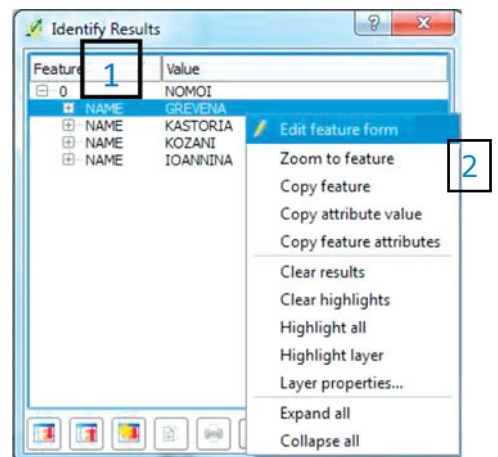 Identify Results
? X
Feature Value
1
0 NOMOI
NAME GREVENA
NAME KASTORIA
NAME KOZANI
NAME IOANNINA
Edit feature form
Zoom to feature
2
Copy feature
Copy attribute value
Copy feature attributes
Clear results
Clear highlights
Highlight all
Highlight layer
Layer properties...
Expand all
Collapse all